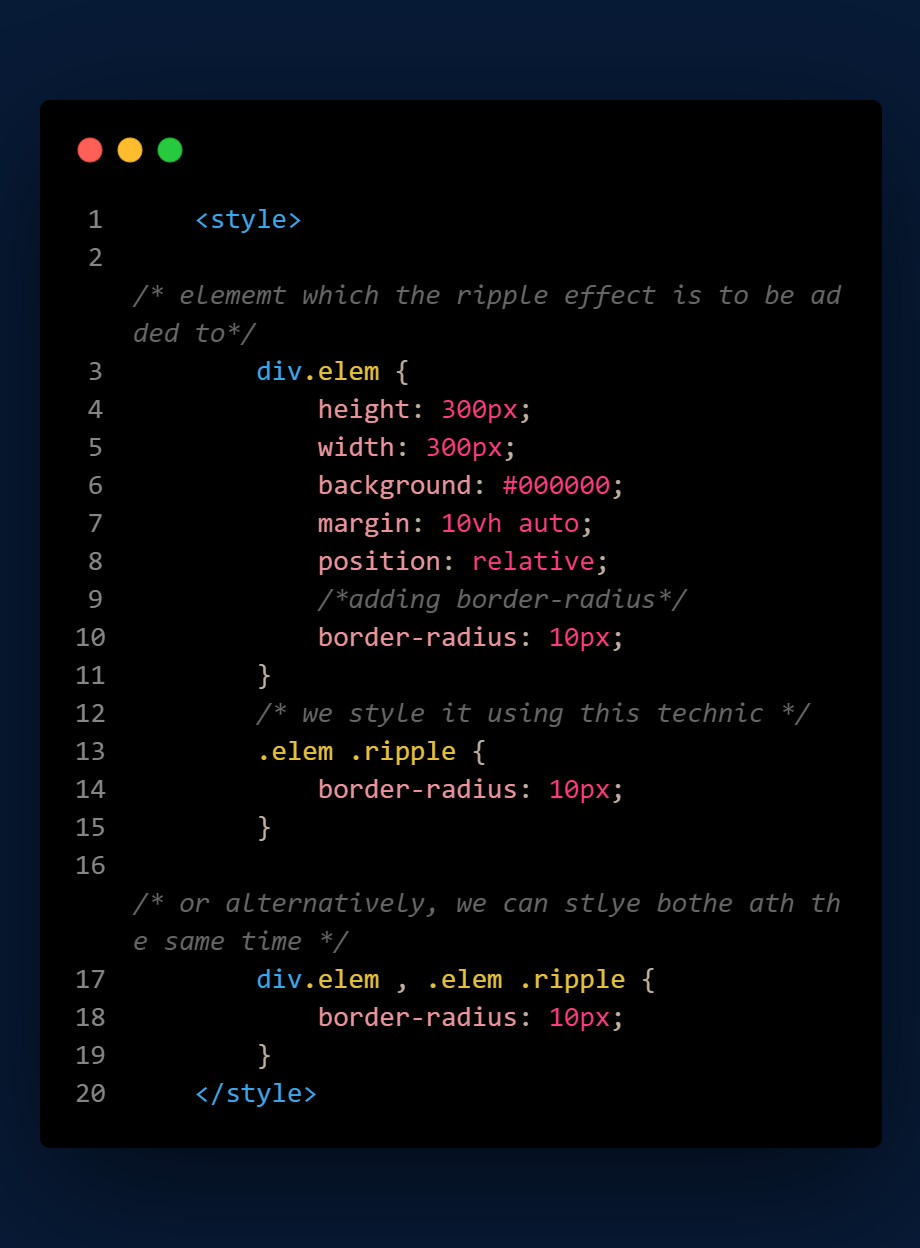 1 <style>
2
/* elememt which the ripple effect is to be ad
ded to*/
3 div.elem {
4 height: 300px;
5 width: 300px;
6 background: #000000;
7 margin: 10vh auto;
8 position: relative;
9 /*adding border-radius*/
10 border-radius: 10px;
11 }
12 /* we style it using this technic */
13 .elem .ripple {
14 border-radius: 10px;
15 }
16
/* or alternatively, we can stlye bothe ath th
e same time */
17 div.elem , .elem .ripple {
18 border-radius: 10px;
19 }
20 </style>